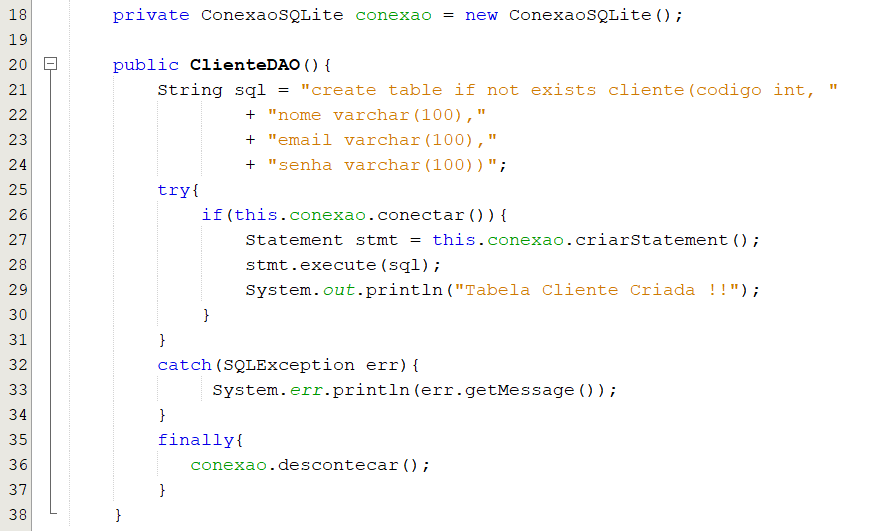 18 private ConexaoSQLite conexao = new ConexaoSQLite();
19
20 public ClienteDAO(){
21 String sql = "create table if not exists cliente(codigo int, "
22 + "nome varchar(100),"
23 + "email varchar(100),"
24 + "senha varchar(100))";
25 try{
26 if(this.conexao.conectar()){
27 Statement stmt = this.conexao.criarStatement();
28 stmt.execute(sql);
29 System.out.println("Tabela Cliente Criada !!");
30 }
31 }
32 catch(SQLException err){
33 System.err.println(err.getMessage());
34 }
35 finally{
36 conexao.descontecar();
37 }
38 }